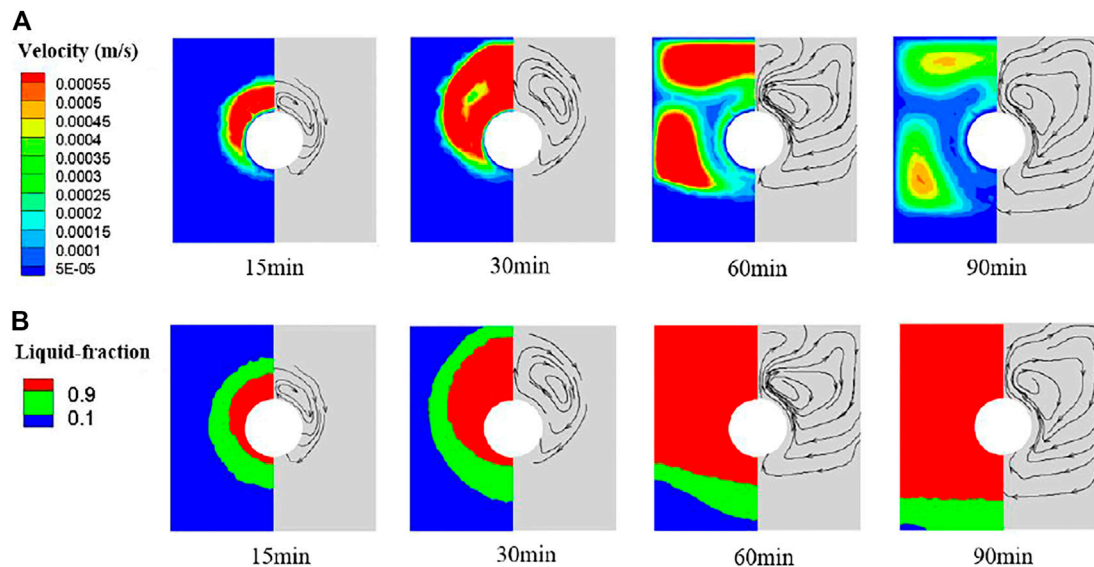 A
Velocity (m/s)
0.00055
0.0005
0.00045
0.0004
0.00035
0.0003
0.00025
0.0002
0.00015
0.0001
5E-05
15min
30min
60min
90min
B
Liquid-fraction
0.9
0.1
15min
30min
60min
90min